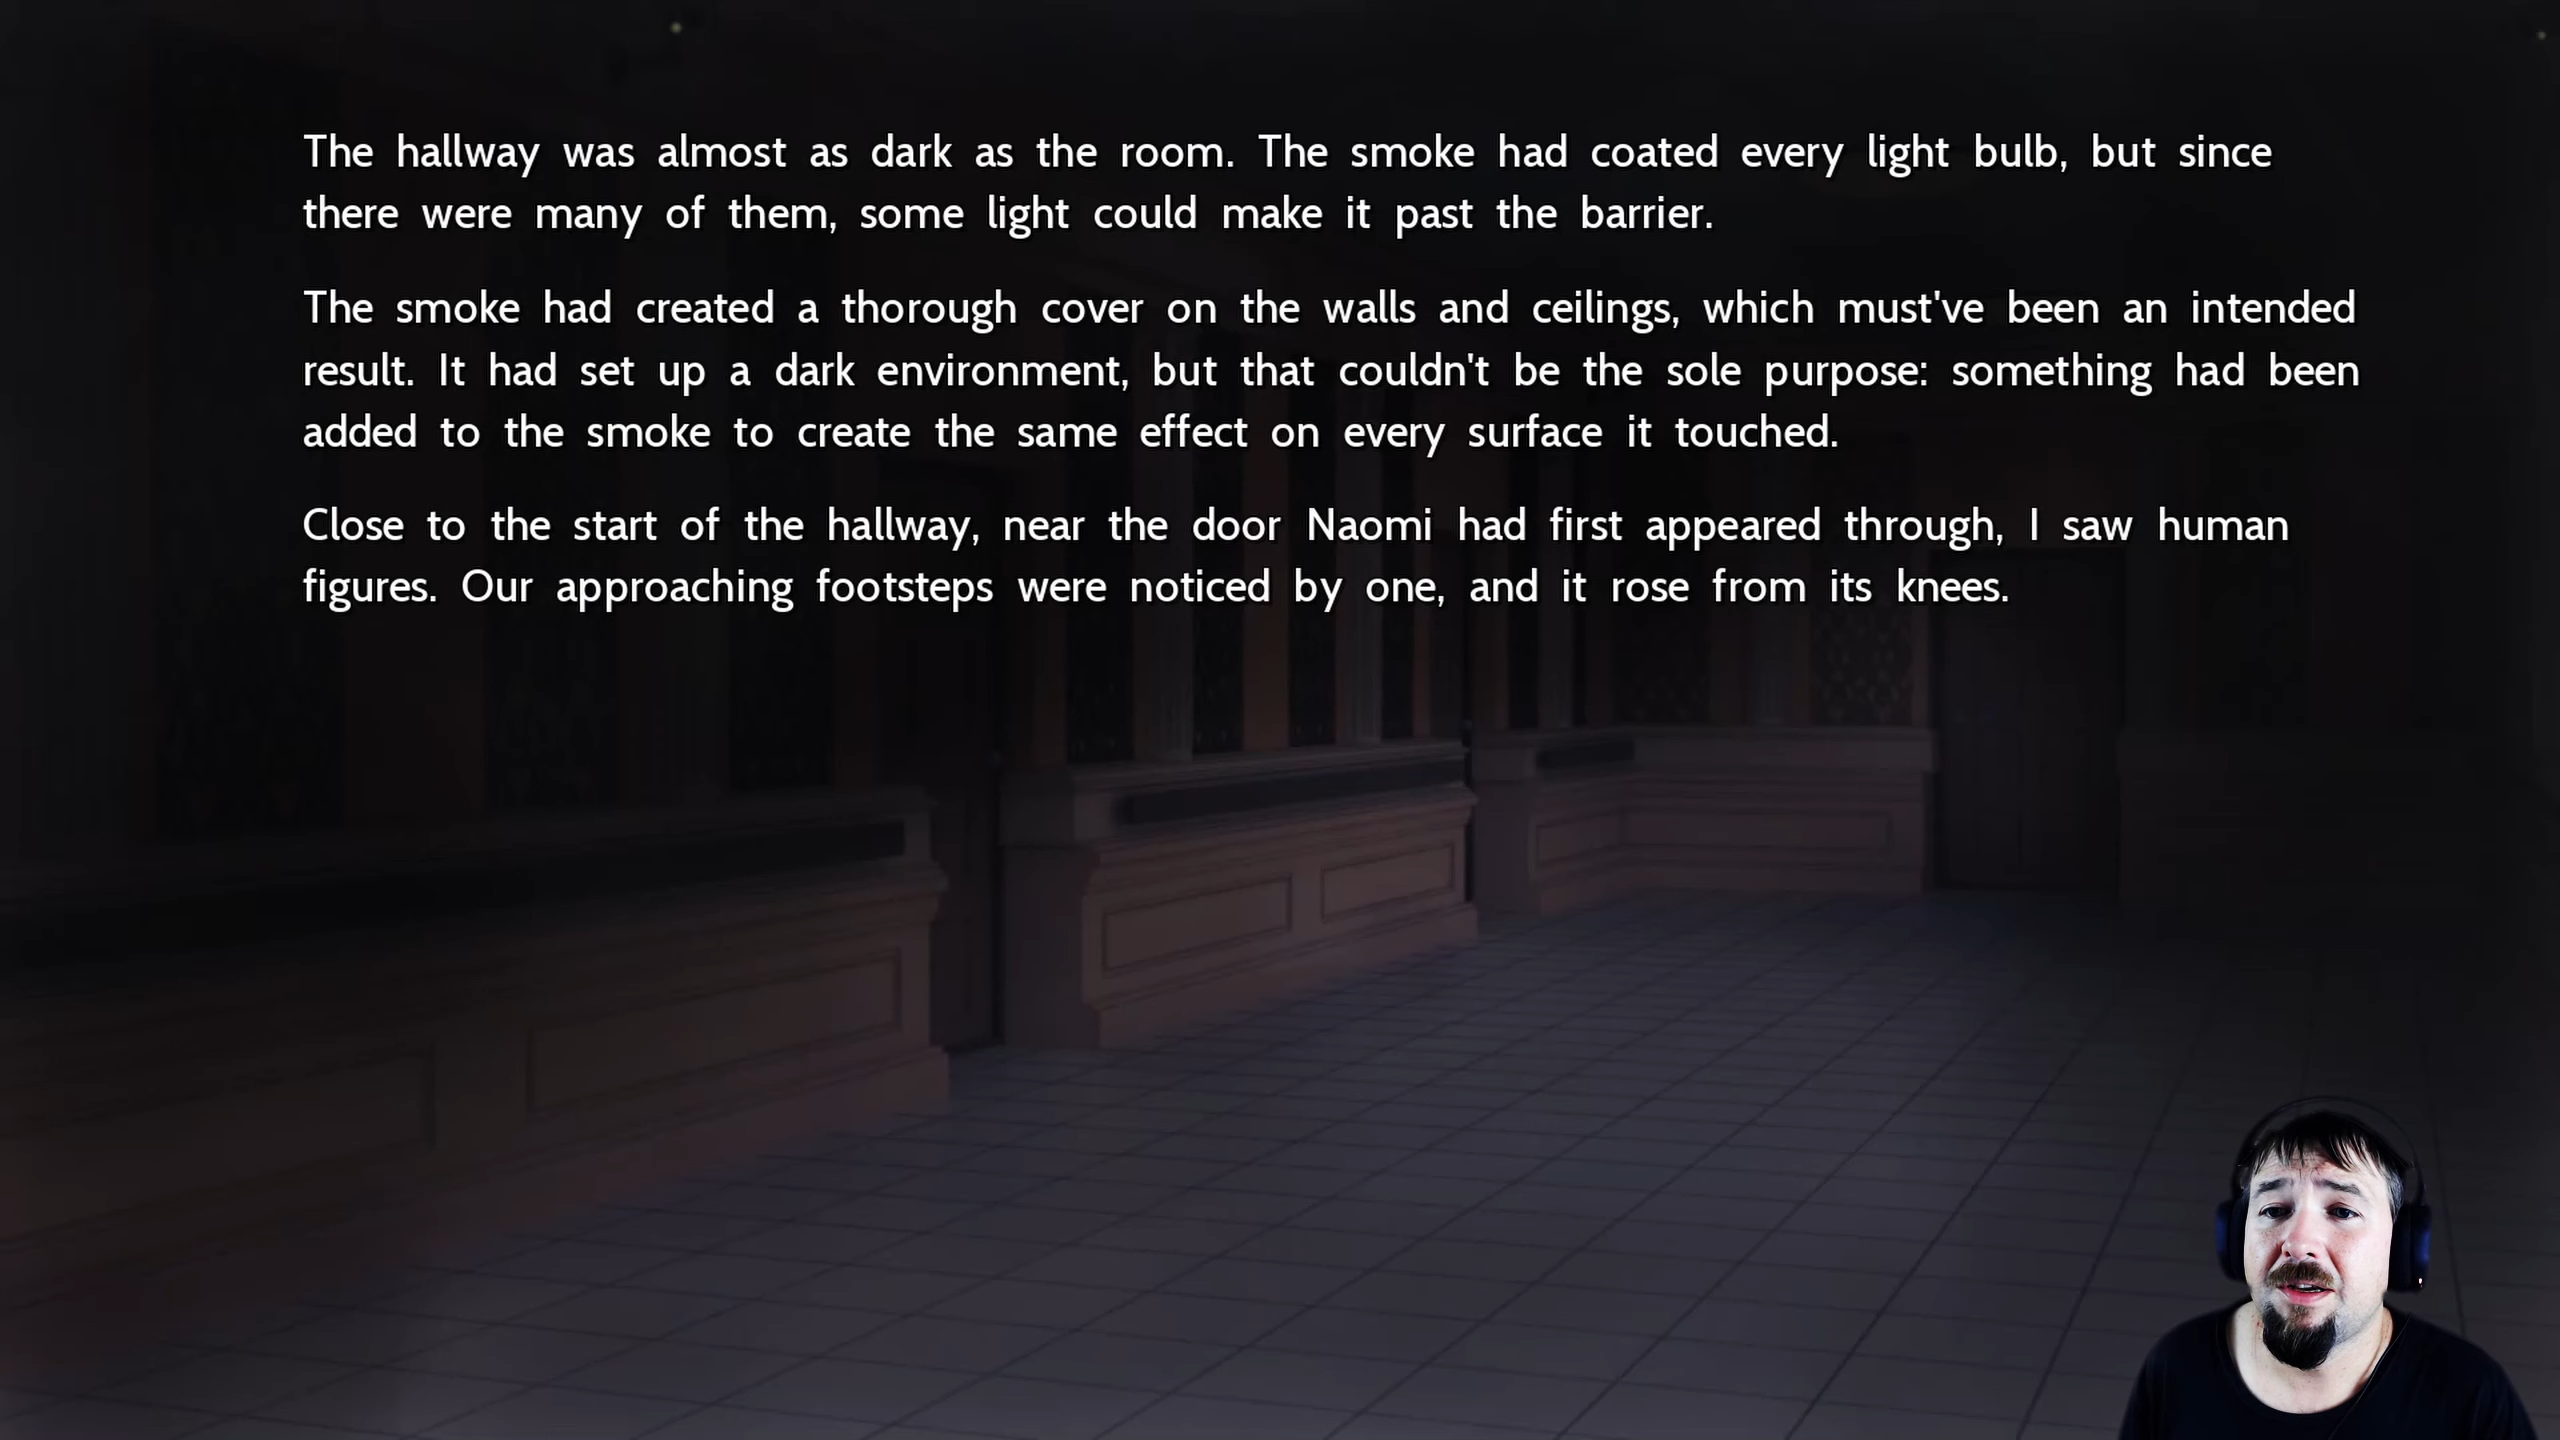 The hallway was almost as dark as the room. The smoke had coated every light bulb, but since
there were many of them, some light could make it past the barrier.
The smoke had created a thorough cover on the walls and ceilings, which must've been an intended
result. It had set up a dark environment, but that couldn't be the sole purpose: something had been
added to the smoke to create the same effect on every surface it touched.
Close to the start of the hallway, near the door Naomi had first appeared through, I saw human
figures. Our approaching footsteps were noticed by one, and it rose from its knees.